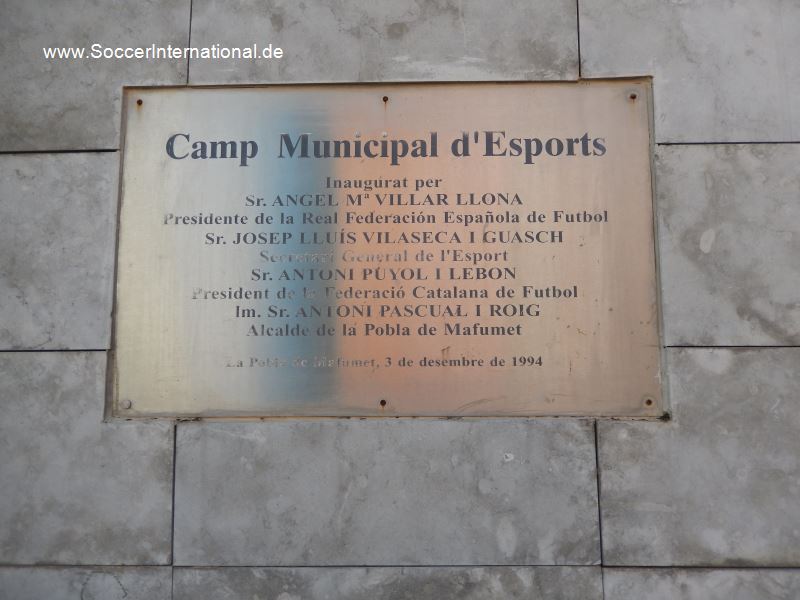 www.SoccerInternational.de
Camp Municipal d'Esports
Inaugurat per
Sr. ANGEL Mª VILLAR LLONA
Presidente de la Real Federación Española de Futbol
Sr. JOSEP LLUÍS VILASECA I GUASCH
Secretari General de l'Esport
Sr. ANTONI PUYOL I LEBON
President de la Federació Catalana de Futbol
Im. Sr. ANTONI PASCUAL I ROIG
Alcalde de la Pobla de Mafumet
La Pobla de Mafumet, 3 de desembre de 1994